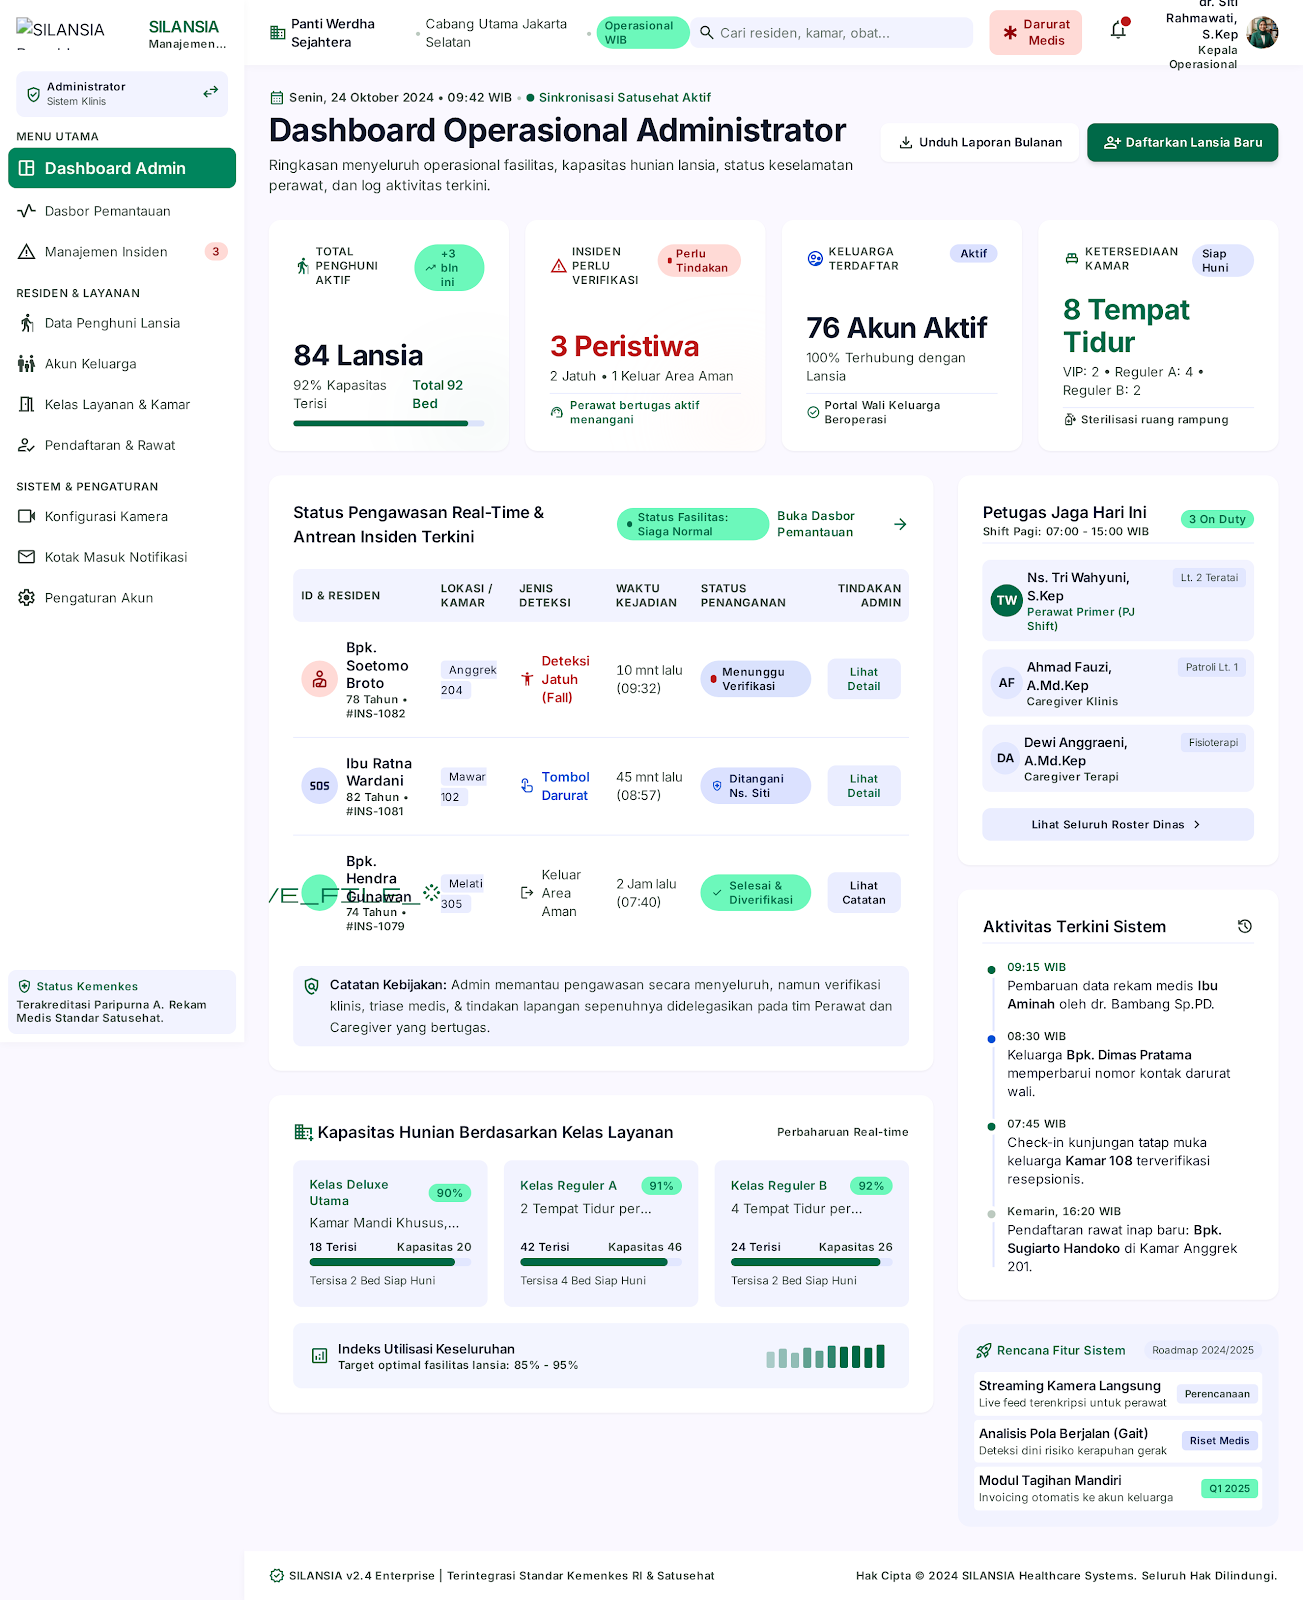 SILANSIA
SILANSIA
Manajemen...
Administrator
Sistem Klinis
MENU UTAMA
Dashboard Admin
Dasbor Pemantauan
Manajemen Insiden 3
RESIDEN & LAYANAN
Data Penghuni Lansia
Akun Keluarga
Kelas Layanan & Kamar
Pendaftaran & Rawat
SISTEM & PENGATURAN
Konfigurasi Kamera
Kotak Masuk Notifikasi
Pengaturan Akun
Status Kemenkes
Terakreditasi Paripurna A. Rekam
Medis Standar Satusehat.
Panti Werdha
Sejahtera
Cabang Utama Jakarta
Selatan
Operasional
WIB
Cari residen, kamar, obat...
Darurat
Medis
dr. Siti
Rahmawati,
S.Kep
Kepala
Operasional
Senin, 24 Oktober 2024 • 09:42 WIB • Sinkronisasi Satusehat Aktif
Dashboard Operasional Administrator
Ringkasan menyeluruh operasional fasilitas, kapasitas hunian lansia, status keselamatan
perawat, dan log aktivitas terkini.
Unduh Laporan Bulanan
Daftarkan Lansia Baru
TOTAL
PENGHUNI
AKTIF
+3
bln
ini
84 Lansia
92% Kapasitas
Terisi
Total 92
Bed
INSIDEN
PERLU
VERIFIKASI
Perlu
Tindakan
3 Peristiwa
2 Jatuh • 1 Keluar Area Aman
Perawat bertugas aktif
menangani
KELUARGA
TERDAFTAR
Aktif
76 Akun Aktif
100% Terhubung dengan
Lansia
Portal Wali Keluarga
Beroperasi
KETERSEDIAAN
KAMAR
Siap
Huni
8 Tempat
Tidur
VIP: 2 • Reguler A: 4 •
Reguler B: 2
Sterilisasi ruang rampung
Status Pengawasan Real-Time &
Antrean Insiden Terkini
Status Fasilitas:
Siaga Normal
Buka Dasbor
Pemantauan
ID & RESIDEN
LOKASI /
KAMAR
JENIS
DETEKSI
WAKTU
KEJADIAN
STATUS
PENANGANAN
TINDAKAN
ADMIN
Bpk.
Soetomo
Broto
78 Tahun •
#INS-1082
Anggrek
204
Deteksi
Jatuh
(Fall)
10 mnt lalu
(09:32)
Menunggu
Verifikasi
Lihat
Detail
SOS
Ibu Ratna
Wardani
82 Tahun •
#INS-1081
Mawar
102
Tombol
Darurat
45 mnt lalu
(08:57)
Ditangani
Ns. Siti
Lihat
Detail
Bpk.
Hendra
Gunawan
74 Tahun •
#INS-1079
Melati
305
Keluar
Area
Aman
2 Jam lalu
(07:40)
Selesai &
Diverifikasi
Lihat
Catatan
Catatan Kebijakan: Admin memantau pengawasan secara menyeluruh, namun verifikasi
klinis, triase medis, & tindakan lapangan sepenuhnya didelegasikan pada tim Perawat dan
Caregiver yang bertugas.
Kapasitas Hunian Berdasarkan Kelas Layanan
Perbaharuan Real-time
Kelas Deluxe
Utama
90%
Kamar Mandi Khusus,...
18 Terisi Kapasitas 20
Tersisa 2 Bed Siap Huni
Kelas Reguler A 91%
2 Tempat Tidur per...
42 Terisi Kapasitas 46
Tersisa 4 Bed Siap Huni
Kelas Reguler B 92%
4 Tempat Tidur per...
24 Terisi Kapasitas 26
Tersisa 2 Bed Siap Huni
Indeks Utilisasi Keseluruhan
Target optimal fasilitas lansia: 85% - 95%
Petugas Jaga Hari Ini
Shift Pagi: 07:00 - 15:00 WIB
3 On Duty
TW
Ns. Tri Wahyuni,
S.Kep
Perawat Primer (PJ
Shift)
Lt. 2 Teratai
AF
Ahmad Fauzi,
A.Md.Kep
Caregiver Klinis
Patroli Lt. 1
DA
Dewi Anggraeni,
A.Md.Kep
Caregiver Terapi
Fisioterapi
Lihat Seluruh Roster Dinas
Aktivitas Terkini Sistem
09:15 WIB
Pembaruan data rekam medis Ibu
Aminah oleh dr. Bambang Sp.PD.
08:30 WIB
Keluarga Bpk. Dimas Pratama
memperbarui nomor kontak darurat
wali.
07:45 WIB
Check-in kunjungan tatap muka
keluarga Kamar 108 terverifikasi
resepsionis.
Kemarin, 16:20 WIB
Pendaftaran rawat inap baru: Bpk.
Sugiarto Handoko di Kamar Anggrek
201.
Rencana Fitur Sistem
Roadmap 2024/2025
Streaming Kamera Langsung
Live feed terenkripsi untuk perawat
Perencanaan
Analisis Pola Berjalan (Gait)
Deteksi dini risiko kerapuhan gerak
Riset Medis
Modul Tagihan Mandiri
Invoicing otomatis ke akun keluarga
Q1 2025
SILANSIA v2.4 Enterprise | Terintegrasi Standar Kemenkes RI & Satusehat
Hak Cipta © 2024 SILANSIA Healthcare Systems. Seluruh Hak Dilindungi.